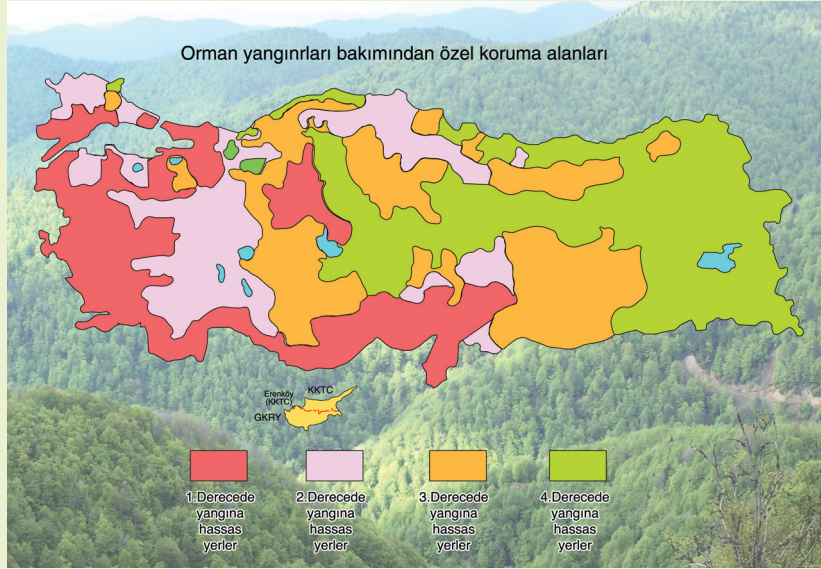 Orman yangınrları bakımından özel koruma alanları
KKTC
Erenköy
(KKTC)
GKRY
1.Derecede
yangına
hassas
yerler
2.Derecede
yangına
hassas
yerler
3.Derecede
yangına
hassas
yerler
4.Derecede
yangına
hassas
yerler